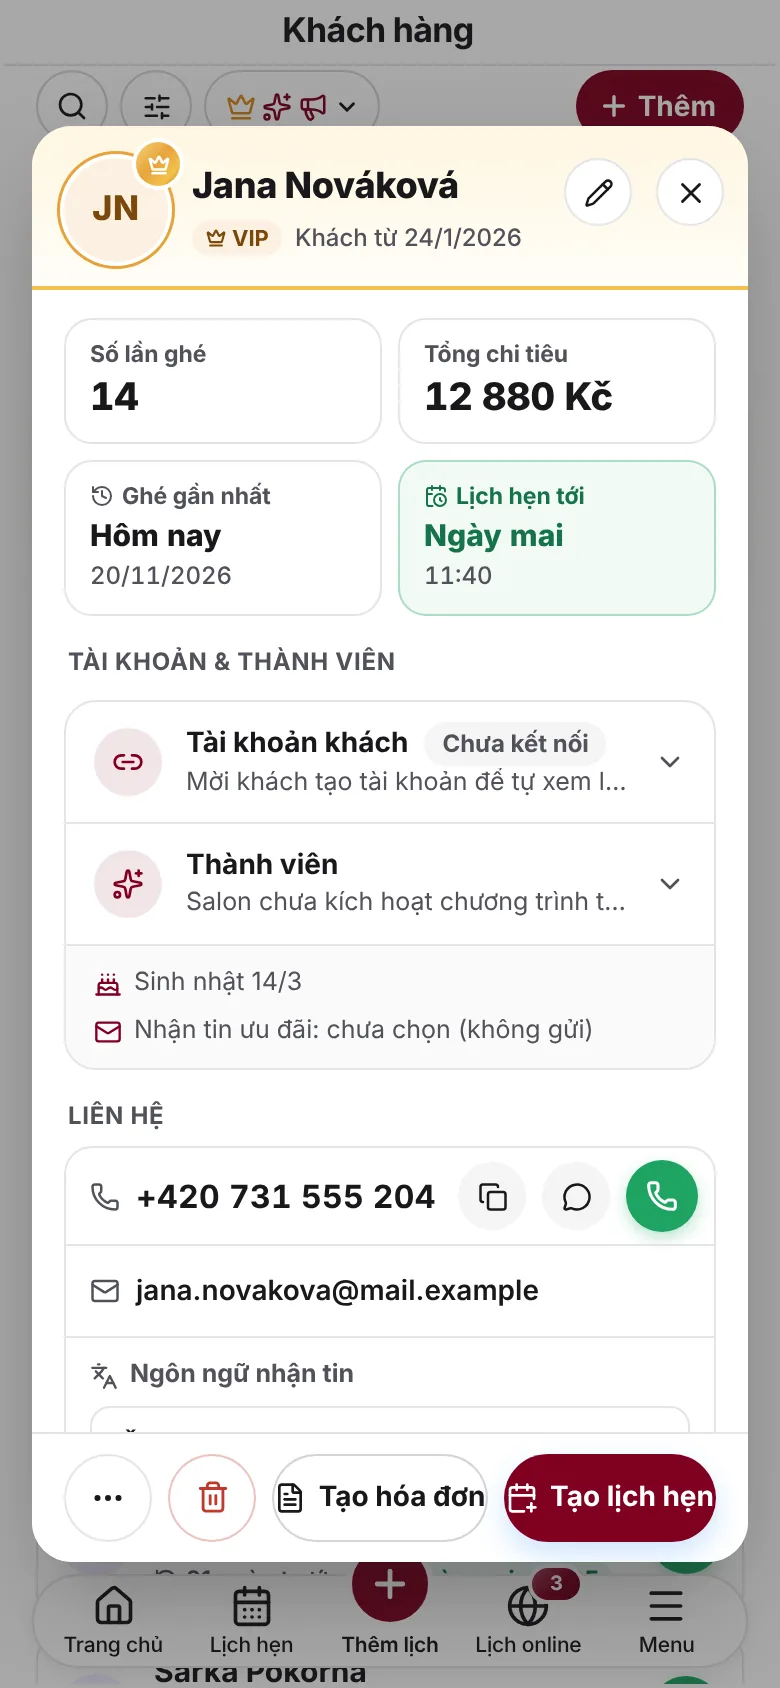 Khách hàng
Thêm
JN
Jana Nováková
VIP
Khách từ 24/1/2026
Số lần ghé
14
Tổng chi tiêu
12 880 Kč
Ghé gần nhất
Hôm nay
20/11/2026
Lịch hẹn tới
Ngày mai
11:40
TÀI KHOẢN & THÀNH VIÊN
Tài khoản khách
Chưa kết nối
Mời khách tạo tài khoản để tự xem l...
Thành viên
Salon chưa kích hoạt chương trình t...
Sinh nhật 14/3
Nhận tin ưu đãi: chưa chọn (không gửi)
LIÊN HỆ
+420 731 555 204
jana.novakova@mail.example
Ngôn ngữ nhận tin
Tạo hóa đơn
Tạo lịch hẹn
3
Trang chủ
Lịch hẹn
Thêm lịch
Lịch online
Menu